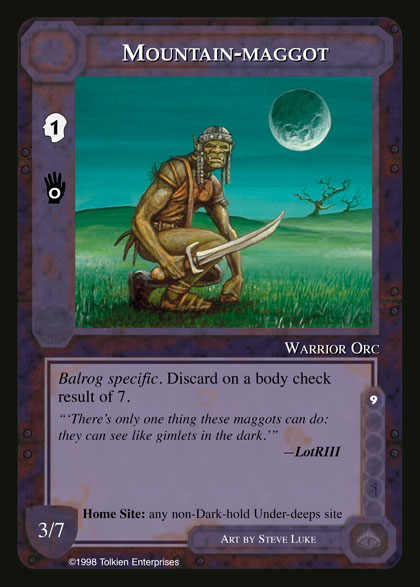 MOUNTAIN-MAGGOT
1
0
WARRIOR ORC
Balrog specific. Discard on a body check
result of 7.
9
“‘There’s only one thing these maggots can do:
they can see like gimlets in the dark.’”
—LotRIII
Home Site: any non-Dark-hold Under-deeps site
3/7
ART BY STEVE LUKE
©1998 Tolkien Enterprises